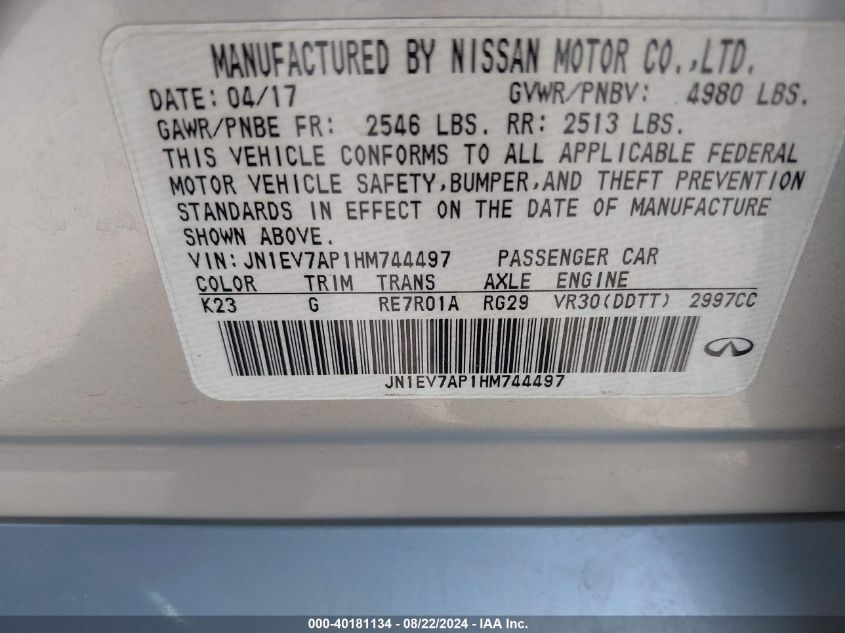 MANUFACTURED BY NISSAN MOTOR CO.,LTD.
DATE: 04/17 GVWR/PNBV: 4980 LBS.
GAWR/PNBE FR: 2546 LBS. RR: 2513 LBS.
THIS VEHICLE CONFORMS TO ALL APPLICABLE FEDERAL
MOTOR VEHICLE SAFETY,BUMPER,AND THEFT PREVENTION
STANDARDS IN EFFECT ON THE DATE OF MANUFACTURE
SHOWN ABOVE.
VIN:JN1EV7AP1HM744497 PASSENGER CAR
COLOR TRIM TRANS AXLE ENGINE
K23 G RE7R01A RG29 VR30(DDTT) 2997CC
JN1EV7AP1HM744497
000-40181134 - 08/22/2024 - IAA, Inc.